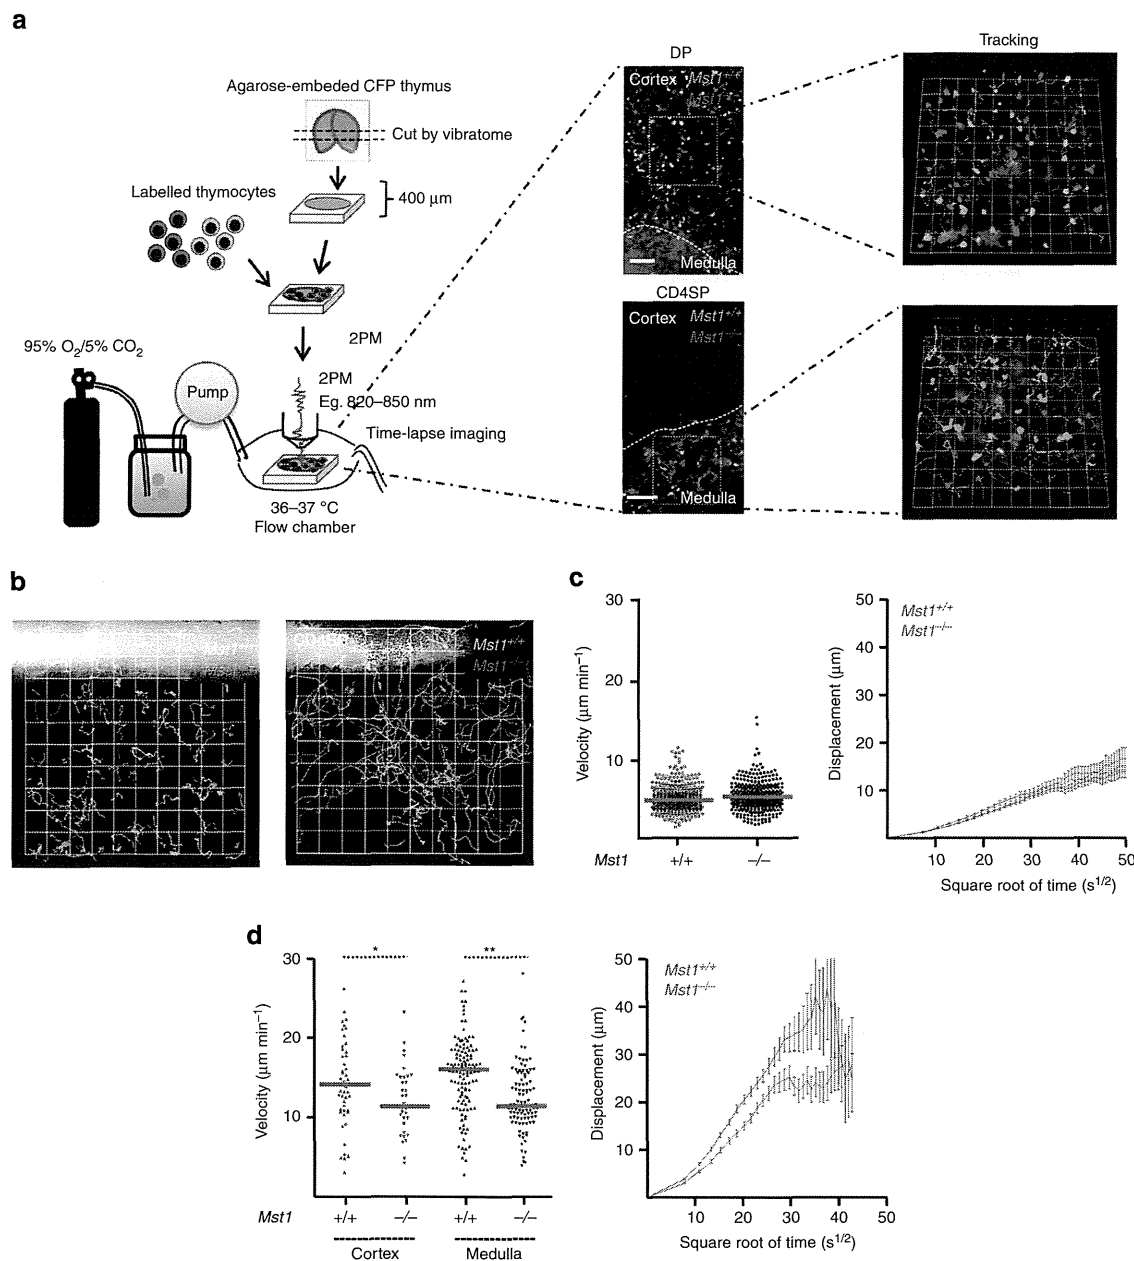 a
Agarose-embeded CFP thymus
Cut by vibratome
400 µm
Labelled thymocytes
2PM
95% O2/5% CO2
Pump
2PM
Eg. 820–850 nm
Time-lapse imaging
36–37 °C
Flow chamber
DP
Cortex Mst1+/+
Medulla
CD4SP
Cortex Mst1+/+
Mst1–/–
Medulla
Tracking
b
Mst1+/+
Mst1–/–
c
30
20
10
Velocity (µm min–1)
Mst1 +/+ –/–
50
40
30
20
10
Displacement (µm)
Mst1+/+
Mst1–/–
10 20 30 40 50
Square root of time (s1/2)
d
30
20
10
Velocity (µm min–1)
* **
Mst1 +/+ –/– +/+ –/–
Cortex Medulla
50
40
30
20
10
Displacement (µm)
Mst1+/+
Mst1–/–
10 20 30 40 50
Square root of time (s1/2)